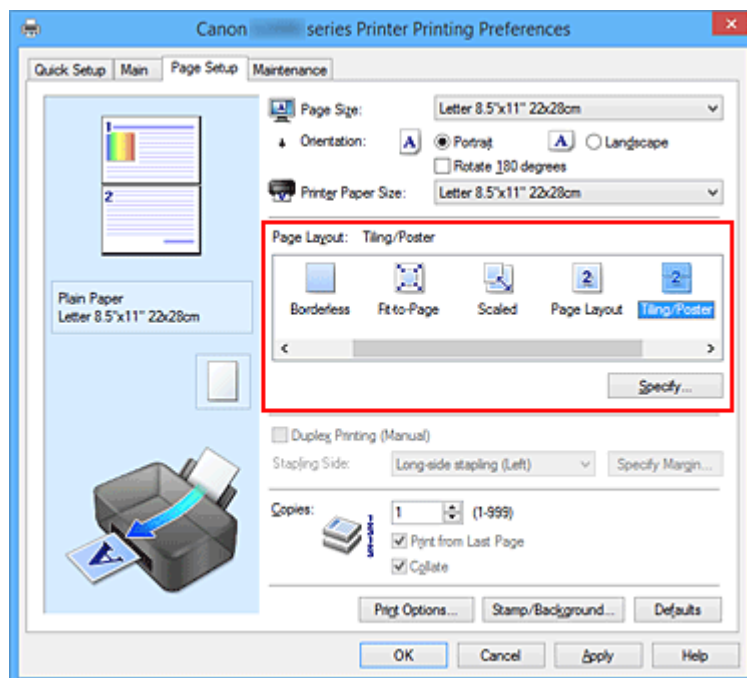 Canon series Printer Printing Preferences
Quick Setup Main Page Setup Maintenance
1
2
Plain Paper
Letter 8.5"x11" 22x28cm
A
Page Size: Letter 8.5"x11" 22x28cm
Orientation: A Portrait A Landscape
Rotate 180 degrees
Printer Paper Size: Letter 8.5"x11" 22x28cm
Page Layout: Tiling/Poster
2 2
Borderless Fit-to-Page Scaled Page Layout Tiling/Poster
Specify...
Duplex Printing (Manual)
Stapling Side: Long-side stapling (Left) Specify Margin...
Copies: 1 (1-999)
Print from Last Page
Collate
Print Options... Stamp/Background... Defaults
OK Cancel Apply Help